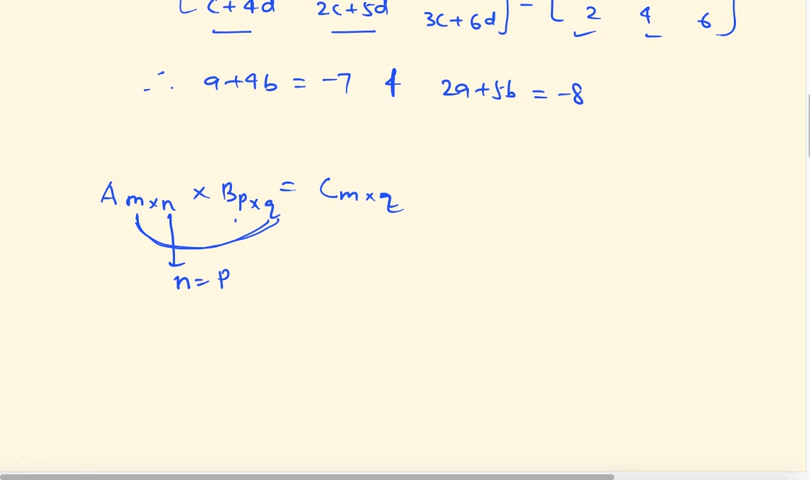 [ c+4d 2c+5d 3c+6d ] = [ 2 4 6 ]
∴ a+4b = -7 & 2a+5b = -8
A m×n × B p×q = C m×q
n = P